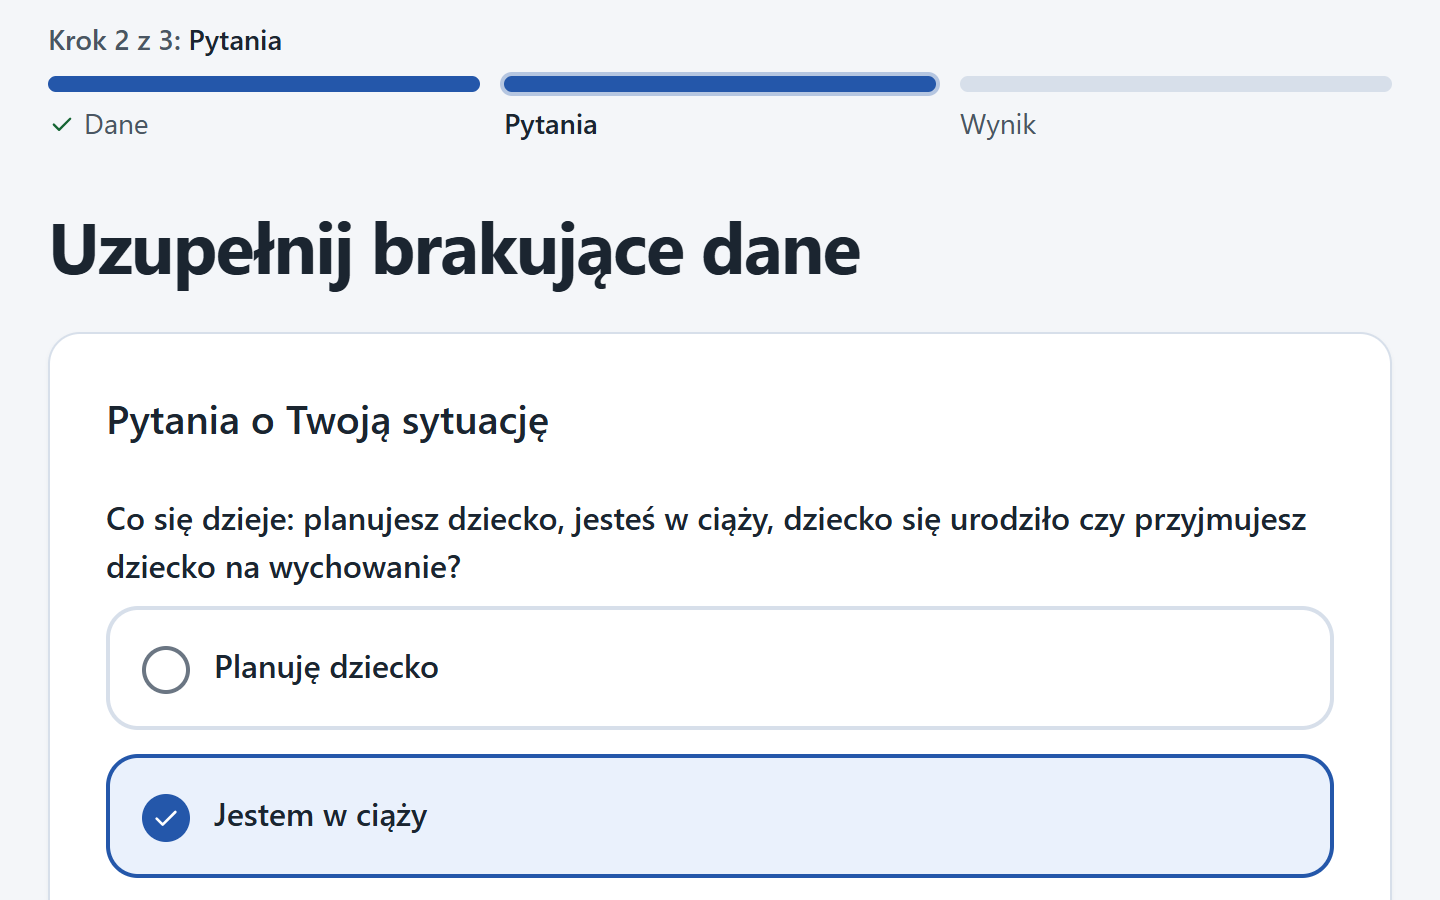 Krok 2 z 3: Pytania
Dane
Pytania
Wynik
Uzupełnij brakujące dane
Pytania o Twoją sytuację
Co się dzieje: planujesz dziecko, jesteś w ciąży, dziecko się urodziło czy przyjmujesz
dziecko na wychowanie?
Planuję dziecko
Jestem w ciąży